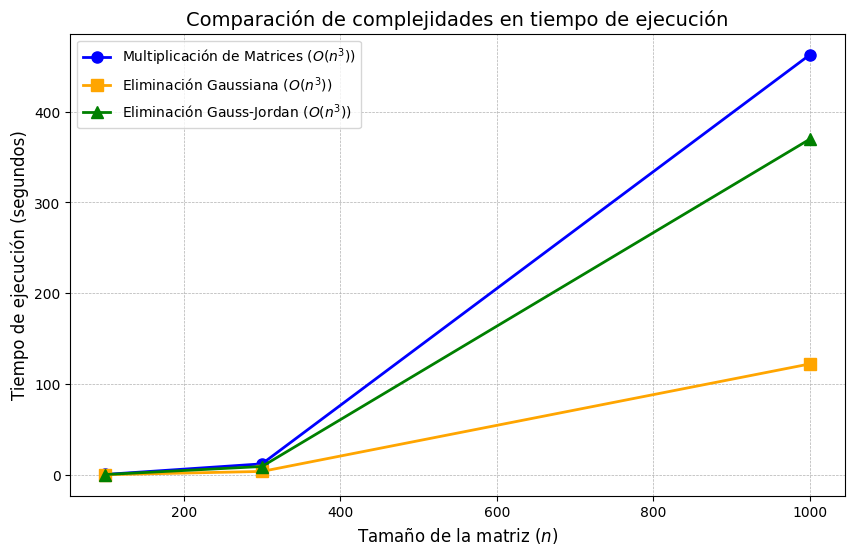 Comparación de complejidades en tiempo de ejecución
Multiplicación de Matrices (O(n³))
Eliminación Gaussiana (O(n³))
Eliminación Gauss-Jordan (O(n³))
Tiempo de ejecución (segundos)
400
300
200
100
0
200 400 600 800 1000
Tamaño de la matriz (n)